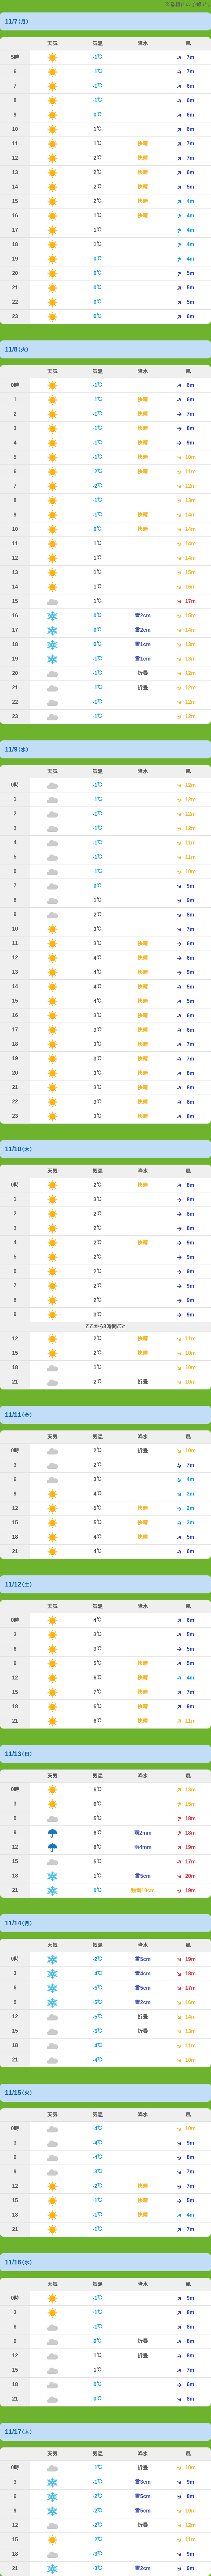 11/7(月)
天気 気温 降水 風
5時 -1℃ 7m
6 -1℃ 7m
7 -1℃ 6m
8 -1℃ 6m
9 0℃ 6m
10 1℃ 6m
11 1℃ 快晴 7m
12 2℃ 快晴 7m
13 2℃ 快晴 6m
14 2℃ 快晴 5m
15 2℃ 快晴 4m
16 1℃ 快晴 4m
17 1℃ 4m
18 1℃ 4m
19 0℃ 4m
20 0℃ 5m
21 0℃ 5m
22 0℃ 5m
23 0℃ 6m
11/8(火)
天気 気温 降水 風
0時 -1℃ 6m
1 -1℃ 快晴 6m
2 -1℃ 快晴 7m
3 -1℃ 快晴 8m
4 -1℃ 快晴 9m
5 -1℃ 快晴 10m
6 -2℃ 快晴 11m
7 -2℃ 12m
8 -1℃ 13m
9 -1℃ 快晴 14m
10 0℃ 快晴 14m
11 1℃ 14m
12 1℃ 14m
13 1℃ 15m
14 1℃ 16m
15 1℃ 17m
16 0℃ 雪2cm 15m
17 0℃ 雪2cm 14m
18 0℃ 雪1cm 13m
19 -1℃ 雪1cm 13m
20 -1℃ 折畳 12m
21 -1℃ 折畳 12m
22 -1℃ 12m
23 -1℃ 12m
11/9(水)
天気 気温 降水 風
0時 -1℃ 12m
1 -1℃ 12m
2 -1℃ 12m
3 -1℃ 12m
4 -1℃ 11m
5 -1℃ 11m
6 -1℃ 10m
7 0℃ 9m
8 1℃ 9m
9 2℃ 8m
10 3℃ 7m
11 3℃ 快晴 6m
12 4℃ 快晴 6m
13 4℃ 快晴 5m
14 4℃ 快晴 5m
15 4℃ 快晴 5m
16 3℃ 快晴 6m
17 3℃ 快晴 6m
18 3℃ 快晴 7m
19 3℃ 快晴 7m
20 3℃ 快晴 8m
21 3℃ 快晴 8m
22 3℃ 快晴 8m
23 3℃ 快晴 8m
11/10(木)
天気 気温 降水 風
0時 2℃ 快晴 8m
1 3℃ 8m
2 2℃ 8m
3 2℃ 8m
4 2℃ 快晴 9m
5 2℃ 9m
6 2℃ 9m
7 2℃ 9m
8 2℃ 9m
9 3℃ 9m
ここから3時間ごと
12 2℃ 快晴 11m
15 2℃ 快晴 10m
18 1℃ 10m
21 2℃ 折畳 10m
11/11(金)
天気 気温 降水 風
0時 2℃ 折畳 10m
3 2℃ 7m
6 3℃ 4m
9 4℃ 3m
12 5℃ 快晴 2m
15 5℃ 快晴 3m
18 4℃ 快晴 5m
21 4℃ 6m
11/12(土)
天気 気温 降水 風
0時 4℃ 6m
3 3℃ 5m
6 3℃ 5m
9 5℃ 快晴 5m
12 6℃ 快晴 4m
15 7℃ 快晴 7m
18 6℃ 快晴 9m
21 6℃ 快晴 11m
11/13(日)
天気 気温 降水 風
0時 6℃ 13m
3 6℃ 15m
6 5℃ 18m
9 6℃ 雨2mm 18m
12 8℃ 雨4mm 19m
15 5℃ 17m
18 1℃ 雪5cm 20m
21 0℃ 19m
11/14(月)
天気 気温 降水 風
0時 -2℃ 雪5cm 19m
3 -4℃ 雪4cm 18m
6 -5℃ 雪5cm 17m
9 -5℃ 雪2cm 16m
12 -5℃ 折畳 14m
15 -5℃ 折畳 13m
18 -4℃ 11m
21 -4℃ 10m
11/15(火)
天気 気温 降水 風
0時 -4℃ 10m
3 -4℃ 9m
6 -4℃ 8m
9 -3℃ 7m
12 -2℃ 快晴 7m
15 -1℃ 快晴 5m
18 -1℃ 快晴 4m
21 -1℃ 7m
11/16(水)
天気 気温 降水 風
0時 -1℃ 9m
3 -1℃ 8m
6 -1℃ 8m
9 0℃ 折畳 8m
12 1℃ 折畳 8m
15 1℃ 7m
18 0℃ 6m
21 0℃ 8m
11/17(木)
天気 気温 降水 風
0時 -1℃ 折畳 10m
3 -1℃ 雪3cm 9m
6 -2℃ 雪5cm 8m
9 -2℃ 雪5cm 10m
12 -2℃ 折畳 12m
15 -2℃ 11m
18 -3℃ 9m
21 -3℃ 雪2cm 9m